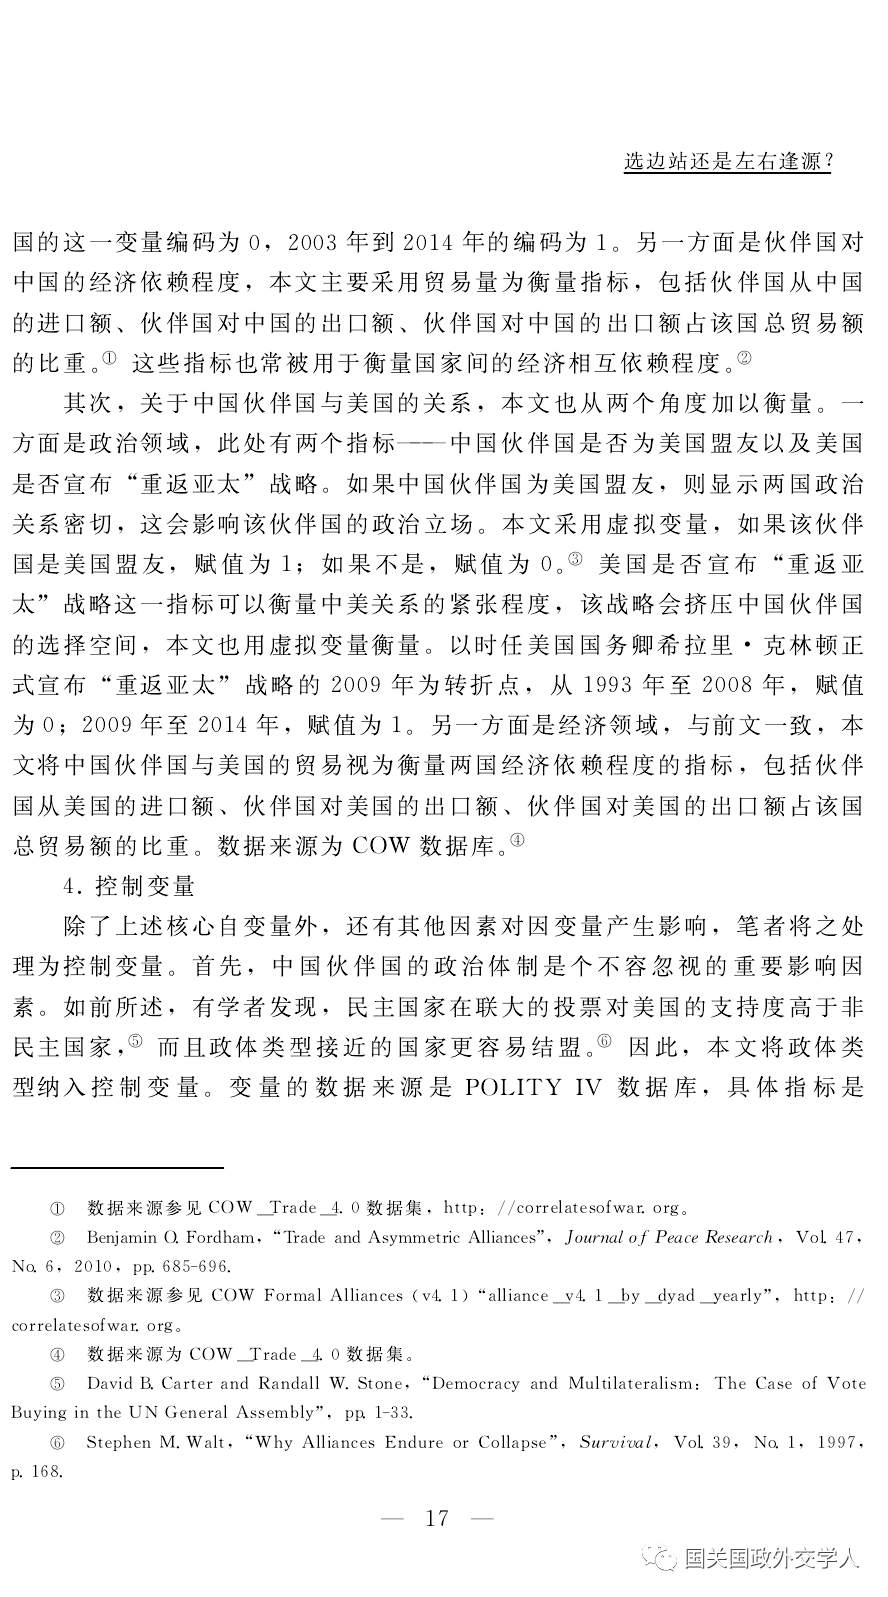 选边站还是左右逢源？
国的这一变量编码为 0，2003 年到 2014 年的编码为 1。另一方面是伙伴国对
中国的经济依赖程度，本文主要采用贸易量为衡量指标，包括伙伴国从中国
的进口额、伙伴国对中国的出口额、伙伴国对中国的出口额占该国总贸易额
的比重。① 这些指标也常被用于衡量国家间的经济相互依赖程度。②
其次，关于中国伙伴国与美国的关系，本文也从两个角度加以衡量。一
方面是政治领域，此处有两个指标——中国伙伴国是否为美国盟友以及美国
是否宣布“重返亚太”战略。如果中国伙伴国为美国盟友，则显示两国政治
关系密切，这会影响该伙伴国的政治立场。本文采用虚拟变量，如果该伙伴
国是美国盟友，赋值为 1；如果不是，赋值为 0。③ 美国是否宣布“重返亚
太”战略这一指标可以衡量中美关系的紧张程度，该战略会挤压中国伙伴国
的选择空间，本文也用虚拟变量衡量。以时任美国国务卿希拉里·克林顿正
式宣布“重返亚太”战略的 2009 年为转折点，从 1993 年至 2008 年，赋值
为 0；2009 年至 2014 年，赋值为 1。另一方面是经济领域，与前文一致，本
文将中国伙伴国与美国的贸易视为衡量两国经济依赖程度的指标，包括伙伴
国从美国的进口额、伙伴国对美国的出口额、伙伴国对美国的出口额占该国
总贸易额的比重。数据来源为 COW 数据库。④
4. 控制变量
除了上述核心自变量外，还有其他因素对因变量产生影响，笔者将之处
理为控制变量。首先，中国伙伴国的政治体制是个不容忽视的重要影响因
素。如前所述，有学者发现，民主国家在联大的投票对美国的支持度高于非
民主国家，⑤ 而且政体类型接近的国家更容易结盟。⑥ 因此，本文将政体类
型纳入控制变量。变量的数据来源是 POLITY IV 数据库，具体指标是
① 数据来源参见 COW_Trade_4.0 数据集，http：//correlatesofwar.org。
② Benjamin O. Fordham，“Trade and Asymmetric Alliances”，Journal of Peace Research，Vol. 47，
No. 6，2010，pp. 685-696.
③ 数据来源参见 COW Formal Alliances（v4.1）“alliance_v4.1_by_dyad_yearly”，http：//
correlatesofwar.org。
④ 数据来源为 COW_Trade_4.0 数据集。
⑤ David B. Carter and Randall W. Stone，“Democracy and Multilateralism：The Case of Vote
Buying in the UN General Assembly”，pp. 1-33.
⑥ Stephen M. Walt，“Why Alliances Endure or Collapse”，Survival，Vol. 39，No. 1，1997，
p. 168.
— 17 —
国关国政外交学人